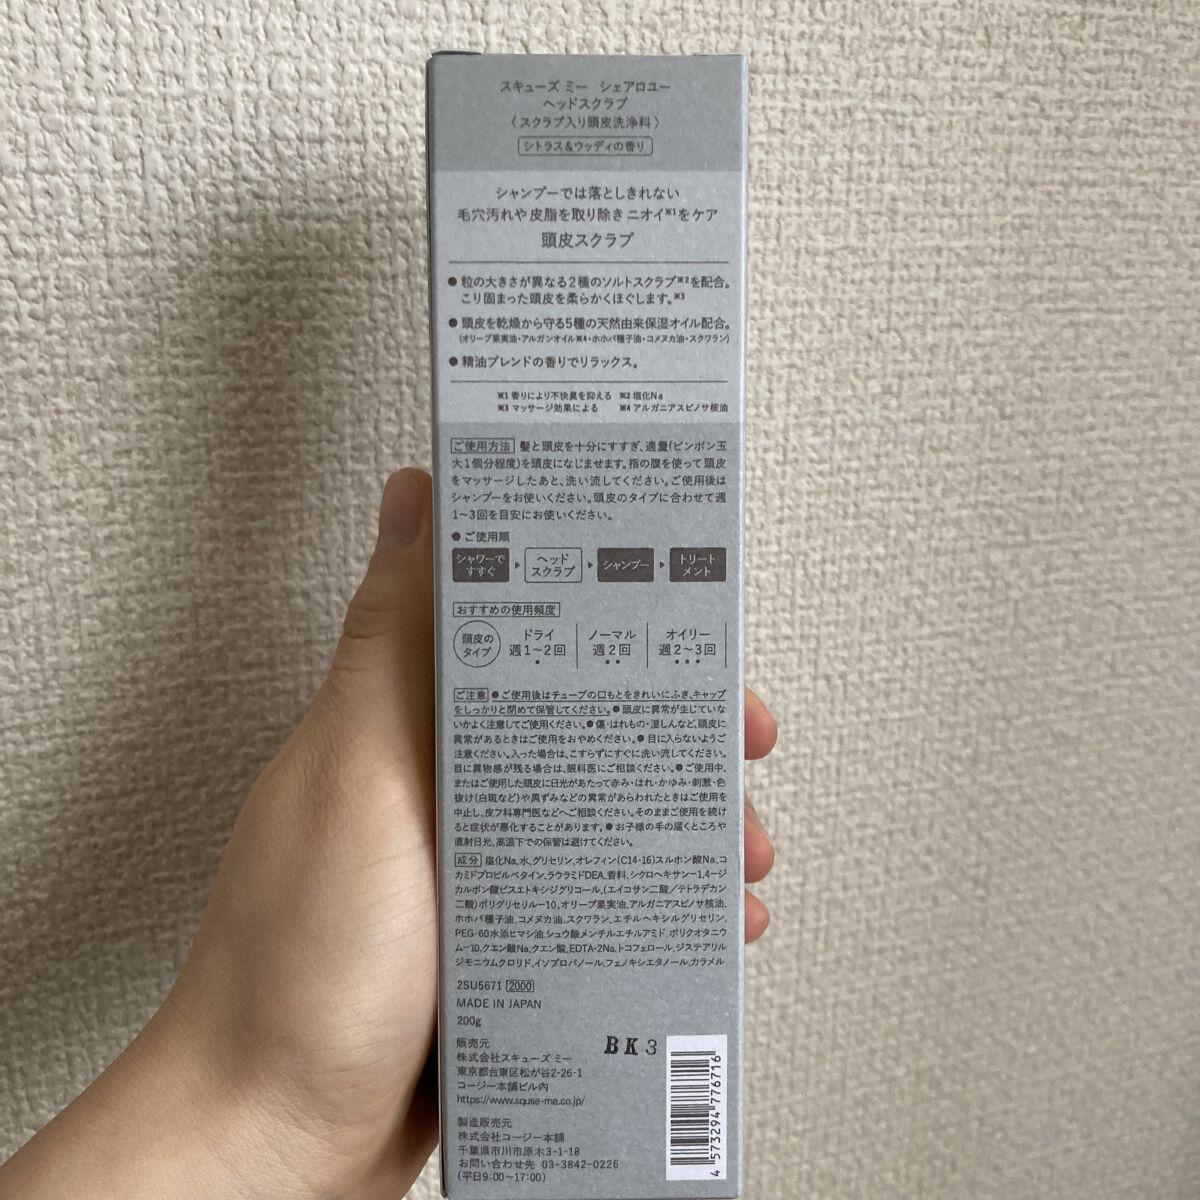 スキューズ ミー シェアロユー
ヘッドスクラブ
〈スクラブ入り頭皮洗浄料〉
シトラス&ウッディの香り
シャンプーでは落としきれない
毛穴汚れや皮脂を取り除きニオイ※1をケア
頭皮スクラブ
● 粒の大きさが異なる2種のソルトスクラブ※2を配合。
こり固まった頭皮を柔らかくほぐします。※3
● 頭皮を乾燥から守る5種の天然由来保湿オイル配合。
(オリーブ果実油・アルガンオイル※4・ホホバ種子油・コメヌカ油・スクワラン)
● 精油ブレンドの香りでリラックス。
※1 香りにより不快臭を抑える ※2 塩化Na
※3 マッサージ効果による ※4 アルガニアスピノサ核油
ご使用方法 髪と頭皮を十分にすすぎ、適量(ピンポン玉
大1個分程度)を頭皮になじませます。指の腹を使って頭皮
をマッサージしたあと、洗い流してください。ご使用後は
シャンプーをお使いください。頭皮のタイプに合わせて週
1〜3回を目安にお使いください。
● ご使用順
シャワーで
すすぐ
ヘッド
スクラブ
シャンプー
トリート
メント
おすすめの使用頻度
頭皮の
タイプ
ドライ
週1〜2回
ノーマル
週2回
オイリー
週2〜3回
ご注意 ●ご使用後はチューブの口もとをきれいにふき、キャップ
をしっかりと閉めて保管してください。●頭皮に異常が生じていな
いかよく注意してご使用ください。●傷・はれもの・湿しんなど、頭皮に
異常があるときはご使用をおやめください。●目に入らないようご
注意ください。入った場合は、こすらずにすぐに洗い流してください。
目に異物感が残る場合は、眼科医にご相談ください。●ご使用中、
またはご使用した頭皮に日光があたって赤み・はれ・かゆみ・刺激・色
抜け(白斑など)や黒ずみなどの異常があらわれたときはご使用を
中止し、皮フ科専門医などへご相談ください。そのままご使用を続け
ると症状が悪化することがあります。●お子様の手の届くところや
直射日光、高温下での保管は避けてください。
成分 塩化Na、水、グリセリン、オレフィン(C14-16)スルホン酸Na、コ
カミドプロピルベタイン、ラウラミドDEA、香料、シクロヘキサン-1,4-ジ
カルボン酸ビスエトキシジグリコール、(エイコサン二酸/テトラデカン
二酸)ポリグリセリル-10、オリーブ果実油、アルガニアスピノサ核油、
ホホバ種子油、コメヌカ油、スクワラン、エチルヘキシルグリセリン、
PEG-60水添ヒマシ油、シュウ酸メンチルエチルアミド、ポリクオタニウ
ム-10、クエン酸Na、クエン酸、EDTA-2Na、トコフェロール、ジステアリル
ジモニウムクロリド、イソプロパノール、フェノキシエタノール、カラメル
2SU5671 2000
MADE IN JAPAN
200g
BK3
販売元
株式会社スキューズ ミー
東京都台東区松が谷2-26-1
コージー本舗ビル内
https://www.squse-me.co.jp/
製造販売元
株式会社コージー本舗
千葉県市川市原木3-1-18
お問い合わせ先 03-3842-0226
(平日9:00〜17:00)
4 573294 776716